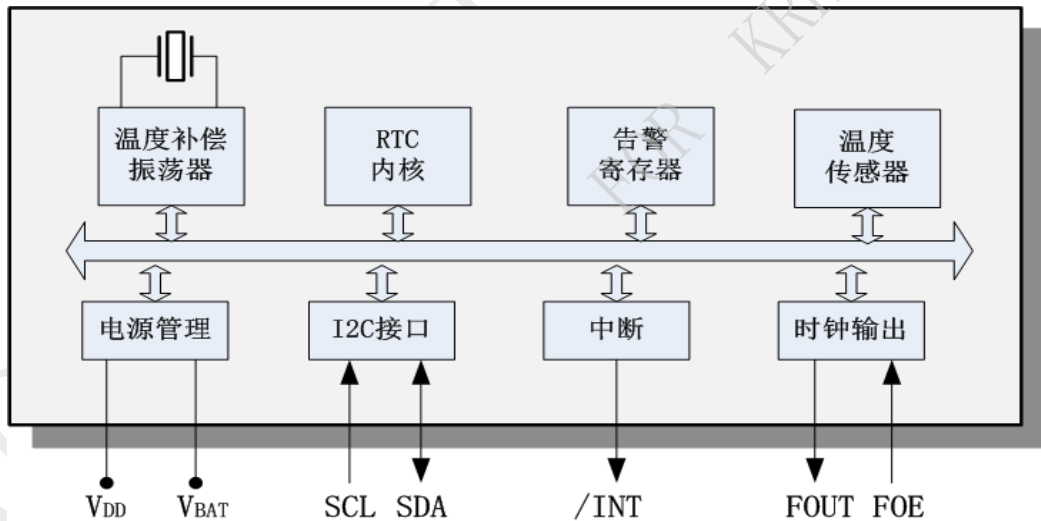 温度补偿
振荡器
RTC
内核
告警
寄存器
温度
传感器
电源管理
I2C接口
中断
时钟输出
VDD
VBAT
SCL
SDA
/INT
FOUT
FOE
FOR